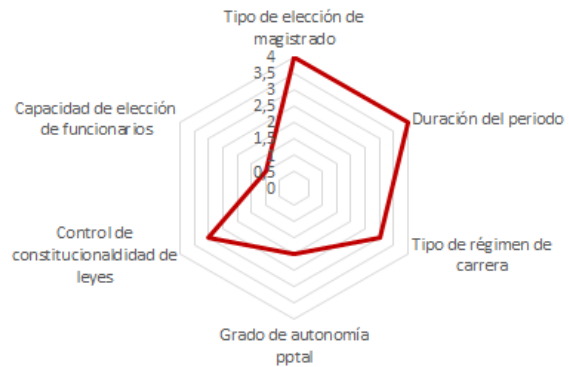 Tipo de elección de
magistrado
4
3,5
3
2,5
2
1,5
1
0,5
0
Duración del periodo
Tipo de régimen de
carrera
Grado de autonomía
pptal
Control de
constitucionaldidad de
leyes
Capacidad de elección
de funcionarios